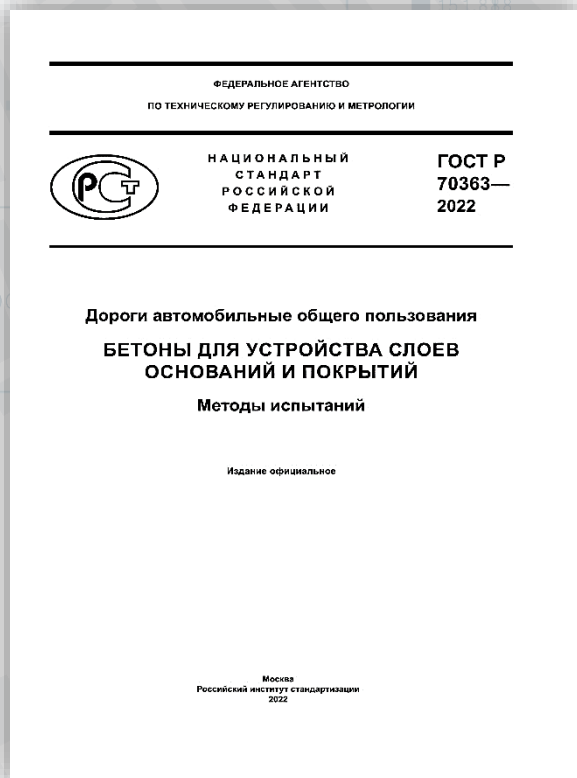 ФЕДЕРАЛЬНОЕ АГЕНТСТВО
ПО ТЕХНИЧЕСКОМУ РЕГУЛИРОВАНИЮ И МЕТРОЛОГИИ
НАЦИОНАЛЬНЫЙ
СТАНДАРТ
РОССИЙСКОЙ
ФЕДЕРАЦИИ
ГОСТ Р
70363—
2022
Дороги автомобильные общего пользования
БЕТОНЫ ДЛЯ УСТРОЙСТВА СЛОЕВ
ОСНОВАНИЙ И ПОКРЫТИЙ
Методы испытаний
Издание официальное
Москва
Российский институт стандартизации
2022